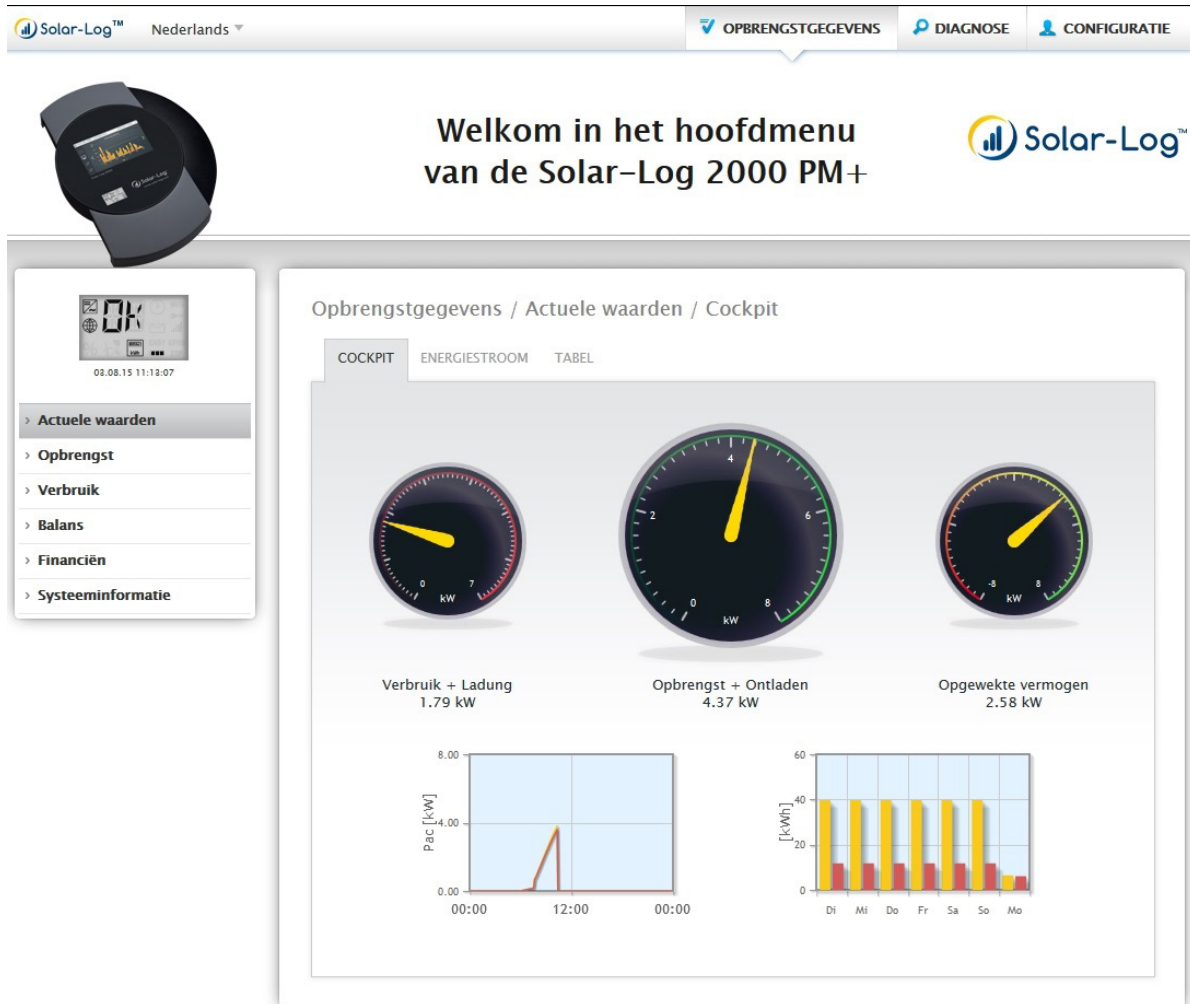 Solar-Log™ Nederlands OPBRENGSTGEGEVENS DIAGNOSE CONFIGURATIE
Welkom in het hoofdmenu
van de Solar-Log 2000 PM+
Solar-Log™
Solar-Log
OK
03.08.15 11:13:07
Actuele waarden
Opbrengst
Verbruik
Balans
Financiën
Systeeminformatie
Opbrengstgegevens / Actuele waarden / Cockpit
COCKPIT ENERGIESTROOM TABEL
0 7
kW
0 2 4 6 8
kW
-8 8
kW
Verbruik + Ladung
1.79 kW
Opbrengst + Ontladen
4.37 kW
Opgewekte vermogen
2.58 kW
Pac [kW]
8.00
4.00
0.00
00:00 12:00 00:00
[kWh]
60
40
20
0
Di Mi Do Fr Sa So Mo